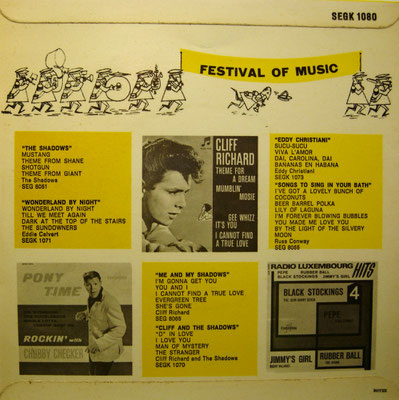 SEGK 1080
FESTIVAL OF MUSIC
"THE SHADOWS"
MUSTANG
THEME FROM SHANE
SHOTGUN
THEME FROM GIANT
The Shadows
SEG 8061
"WONDERLAND BY NIGHT"
WONDERLAND BY NIGHT
TILL WE MEET AGAIN
DARK AT THE TOP OF THE STAIRS
THE SUNDOWNERS
Eddie Calvert
SEGK 1071
CLIFF
RICHARD
THEME FOR
A DREAM
MUMBLIN'
MOSIE
GEE WHIZZ
IT'S YOU
I CANNOT FIND
A TRUE LOVE
"EDDY CHRISTIANI"
SUCU-SUCU
VIVA L'AMOR
DAI, CAROLINA, DAI
BANANAS EN HABANA
Eddy Christiani
SEGK 1073
"SONGS TO SING IN YOUR BATH"
I'VE GOT A LOVELY BUNCH OF
COCONUTS
BEER BARREL POLKA
LILY OF LAGUNA
I'M FOREVER BLOWING BUBBLES
YOU MADE ME LOVE YOU
BY THE LIGHT OF THE SILVERY
MOON
Russ Conway
SEG 8055
PONY
TIME
ROCKIN' with
CHUBBY CHECKER
"ME AND MY SHADOWS"
I'M GONNA GET YOU
YOU AND I
I CANNOT FIND A TRUE LOVE
EVERGREEN TREE
SHE'S GONE
Cliff Richard
SEG 8065
"CLIFF AND THE SHADOWS"
"D" IN LOVE
I LOVE YOU
MAN OF MYSTERY
THE STRANGER
Cliff Richard and The Shadows
SEGK 1070
RADIO LUXEMBOURG HITS
PEPE RUBBER BALL
BLACK STOCKINGS JIMMY'S GIRL
BLACK STOCKINGS
4
PEPE
JIMMY'S GIRL
RUBBER BALL